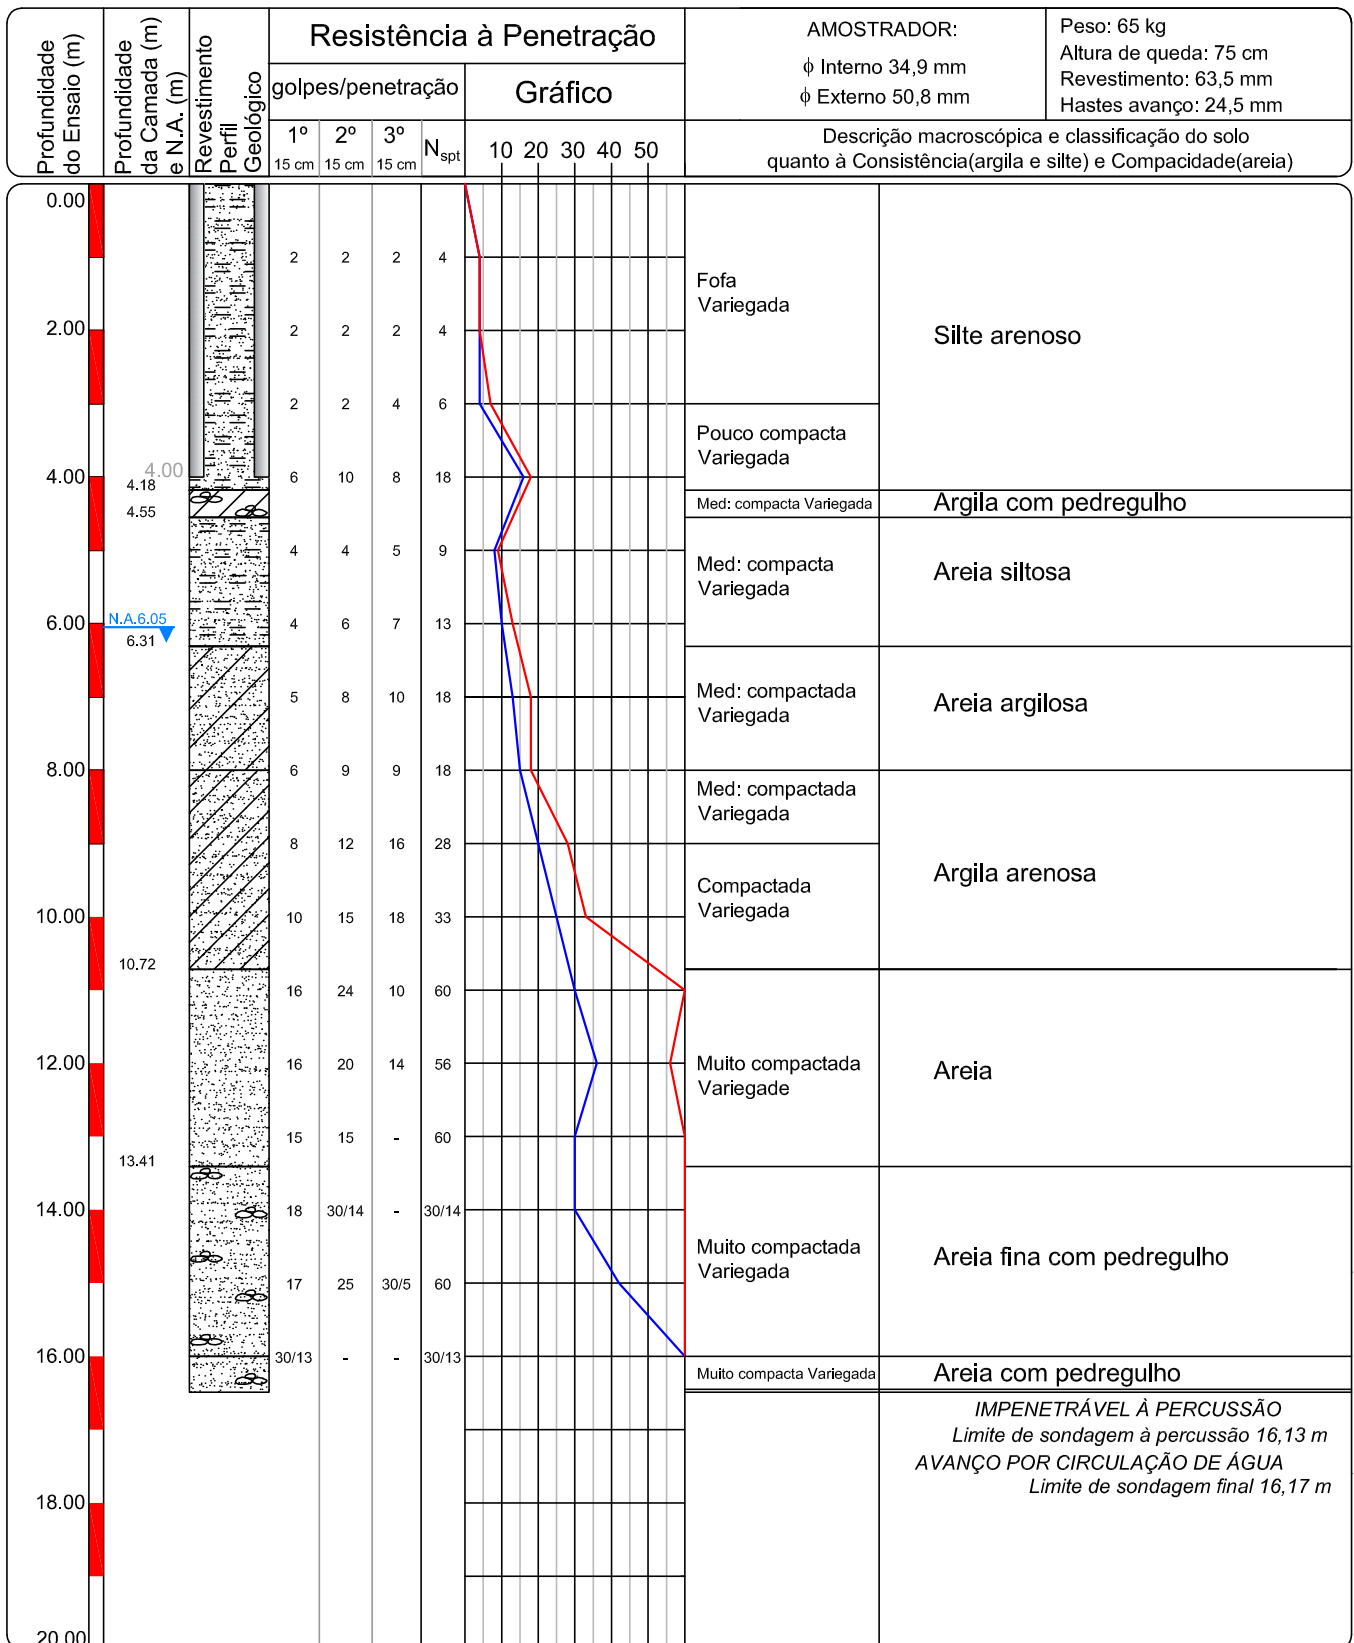 Profundidade
do Ensaio (m)
Profundidade
da Camada (m)
e N.A. (m)
Revestimento
Perfil
Geológico
Resistência à Penetração
golpes/penetração
Gráfico
1º
15 cm
2º
15 cm
3º
15 cm
Nspt
10 20 30 40 50
AMOSTRADOR:
ϕ Interno 34,9 mm
ϕ Externo 50,8 mm
Peso: 65 kg
Altura de queda: 75 cm
Revestimento: 63,5 mm
Hastes avanço: 24,5 mm
Descrição macroscópica e classificação do solo
quanto à Consistência(argila e silte) e Compacidade(areia)
0.00
2 2 2 4
Fofa
Variegada
2.00 2 2 2 4
Silte arenoso
2 2 4 6
Pouco compacta
Variegada
4.00 4.00 6 10 8 18
4.18
Med: compacta Variegada
Argila com pedregulho
4.55
4 4 5 9
Med: compacta
Variegada
Areia siltosa
6.00 N.A.6.05 4 6 7 13
6.31
5 8 10 18
Med: compactada
Variegada
Areia argilosa
8.00 6 9 9 18
Med: compactada
Variegada
8 12 16 28
Argila arenosa
Compactada
Variegada
10.00 10 15 18 33
10.72
16 24 10 60
12.00 16 20 14 56
Muito compactada
Variegade
Areia
15 15 - 60
13.41
14.00 18 30/14 - 30/14
Muito compactada
Variegada
Areia fina com pedregulho
17 25 30/5 60
16.00 30/13 - - 30/13
Muito compacta Variegada
Areia com pedregulho
IMPENETRÁVEL À PERCUSSÃO
Limite de sondagem à percussão 16,13 m
AVANÇO POR CIRCULAÇÃO DE ÁGUA
Limite de sondagem final 16,17 m
18.00
20.00